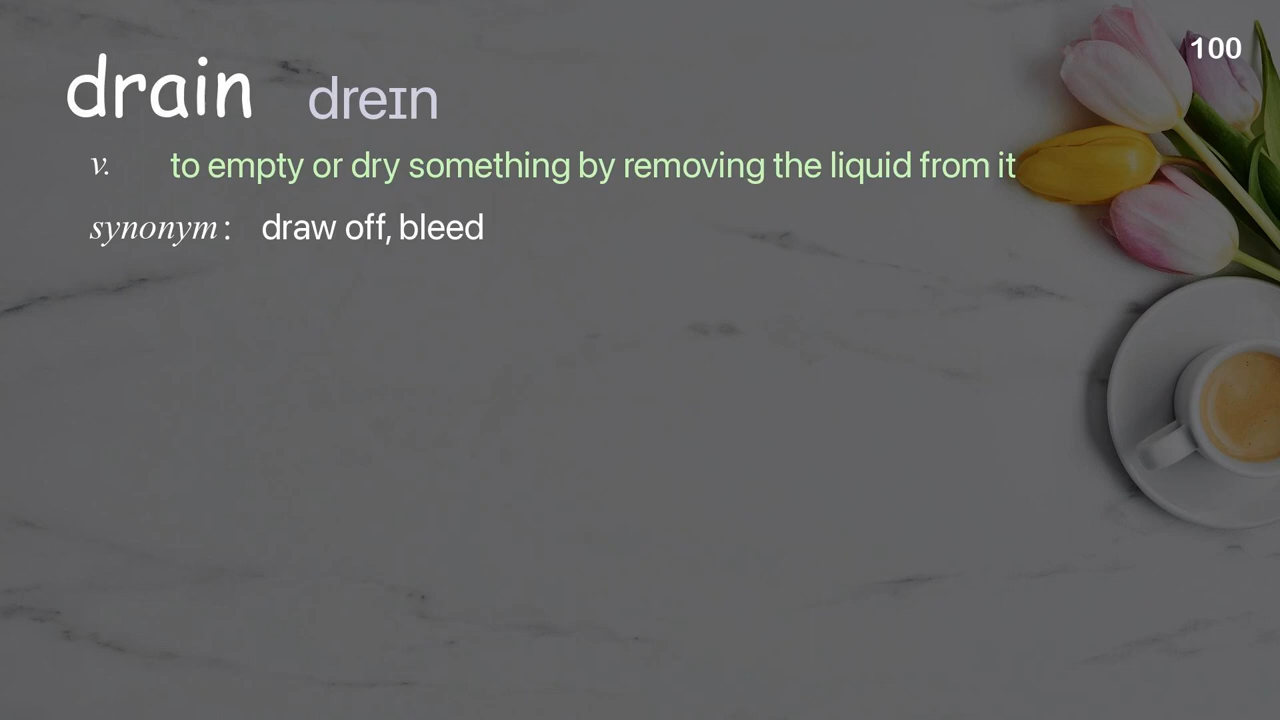 100
drain dreɪn
v. to empty or dry something by removing the liquid from it
synonym: draw off, bleed